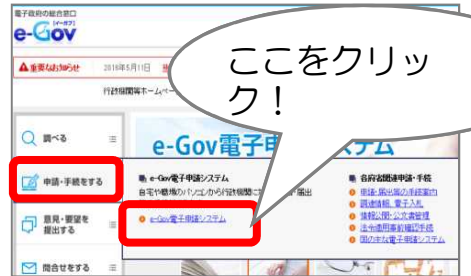 電子政府の総合窓口
イーガブ
e-Gov
重要なお知らせ
2016年5月11日
行政機関等ホームペー
ここをクリッ
ク！
調べる
e-Gov電子申
ステム
申請・手続をする
e-Gov電子申請システム
自宅や職場のパソコンから行政機関に
届出
e-Gov電子申請システム
各府省関連申請・手続
申請・届出等の手続案内
調達情報、電子入札
情報公開・公文書管理
法令適用事前確認手続
国の主な電子申請システム
意見・要望を
提出する
問合せをする